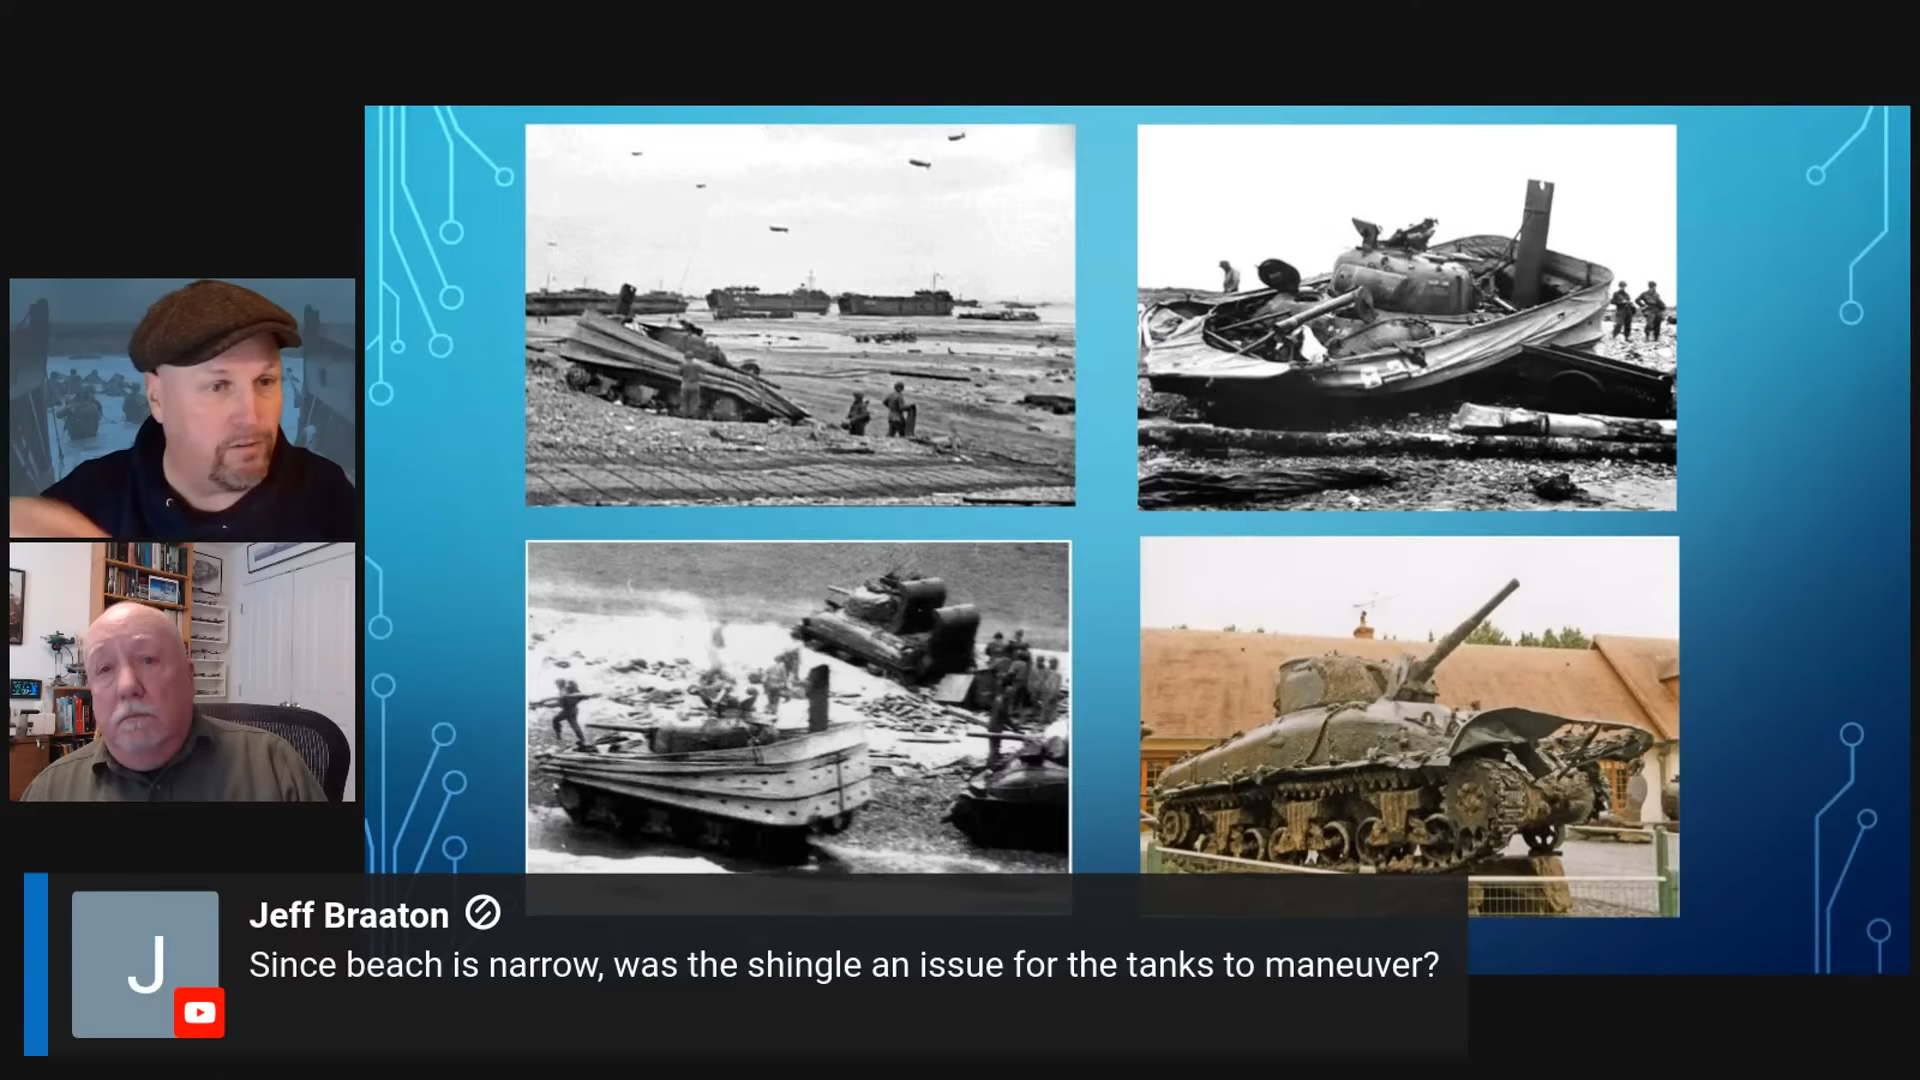 Jeff Braaton
J
Since beach is narrow, was the shingle an issue for the tanks to maneuver?